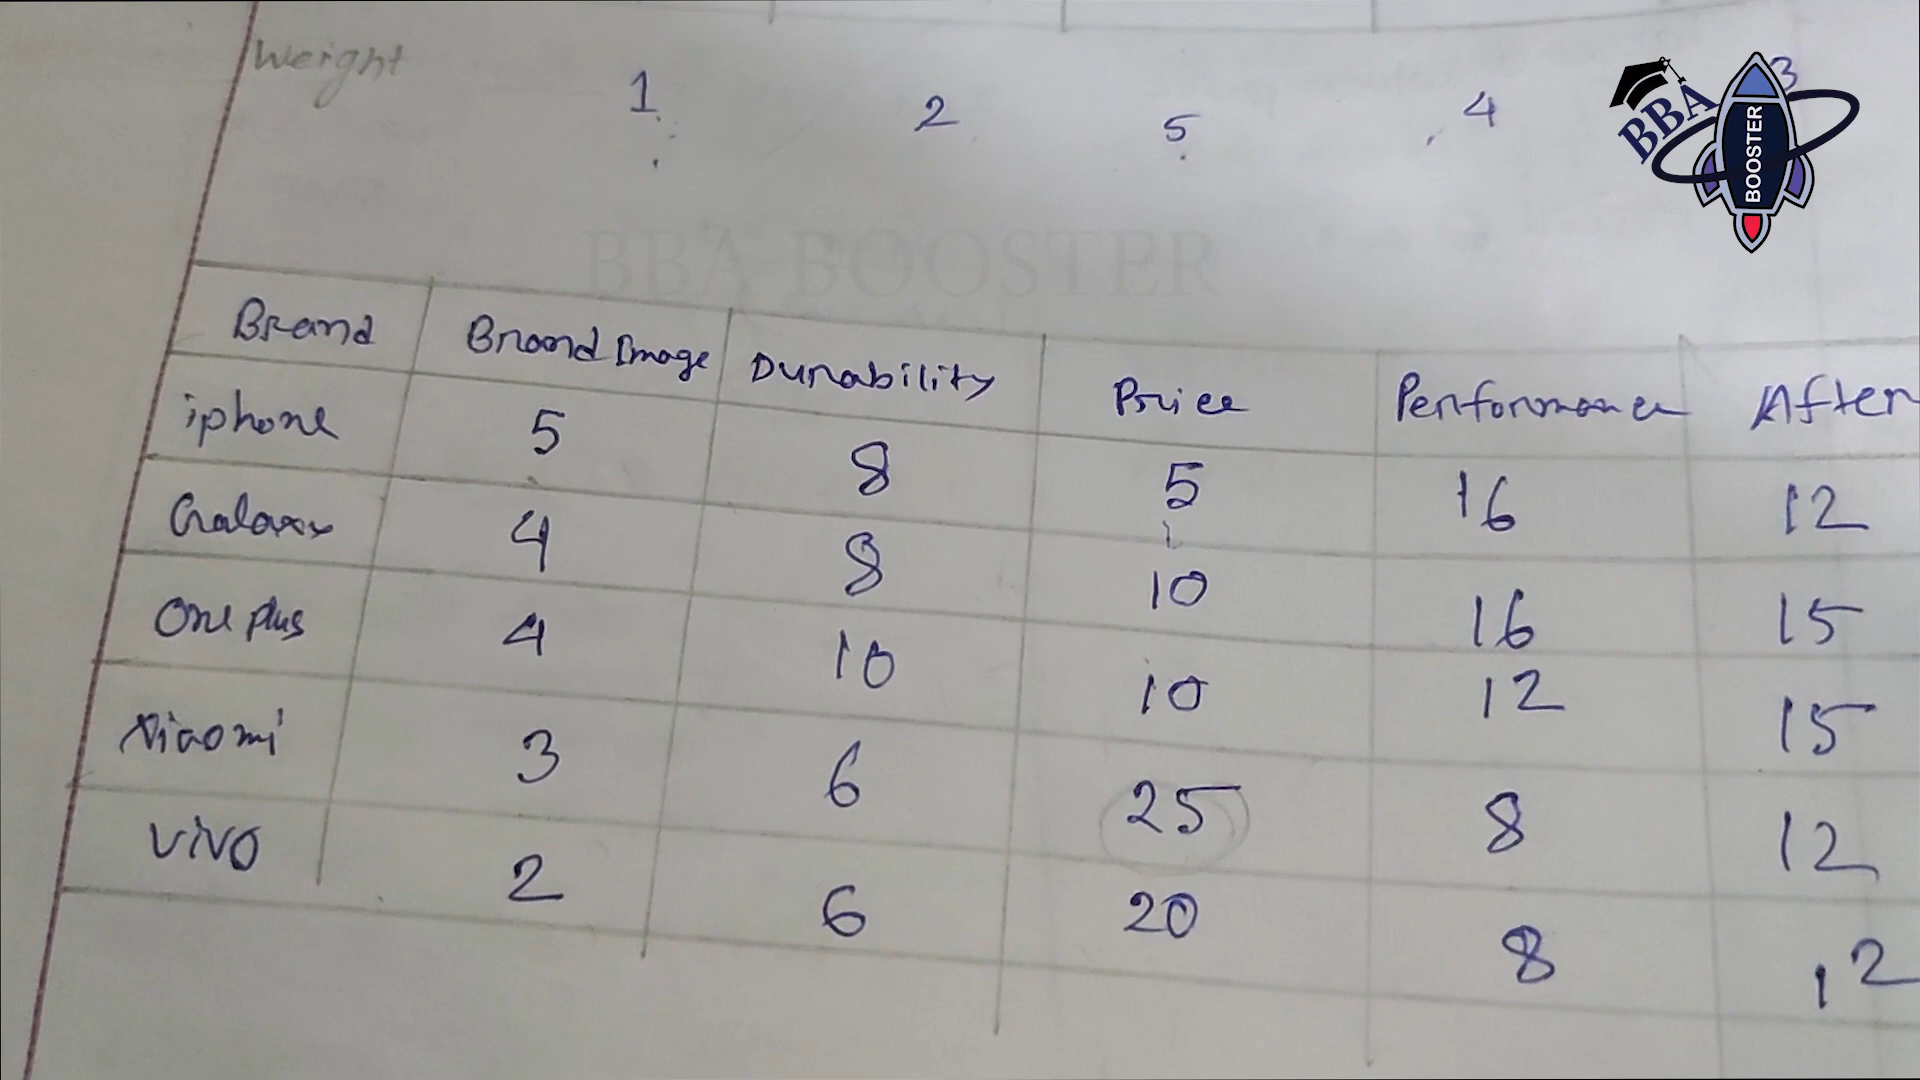 Weight 1 2 5 4 3
BBA BOOSTER
BBA BOOSTER
Brand Brand Image Durability Price Performance After
iphone 5 8 5 16 12
Galaxy 4 8 10 16 15
One plus 4 10 10 12 15
Xiaomi 3 6 25 8 12
Vivo 2 6 20 8 12